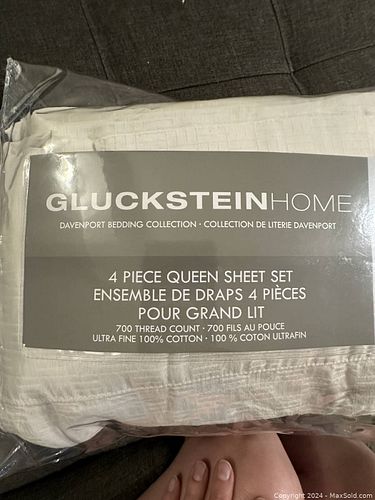 GLUCKSTEINHOME
DAVENPORT BEDDING COLLECTION · COLLECTION DE LITERIE DAVENPORT
4 PIECE QUEEN SHEET SET
ENSEMBLE DE DRAPS 4 PIÈCES
POUR GRAND LIT
700 THREAD COUNT · 700 FILS AU POUCE
ULTRA FINE 100% COTTON · 100 % COTON ULTRAFIN
Copyright © 2024 - MaxSold.com